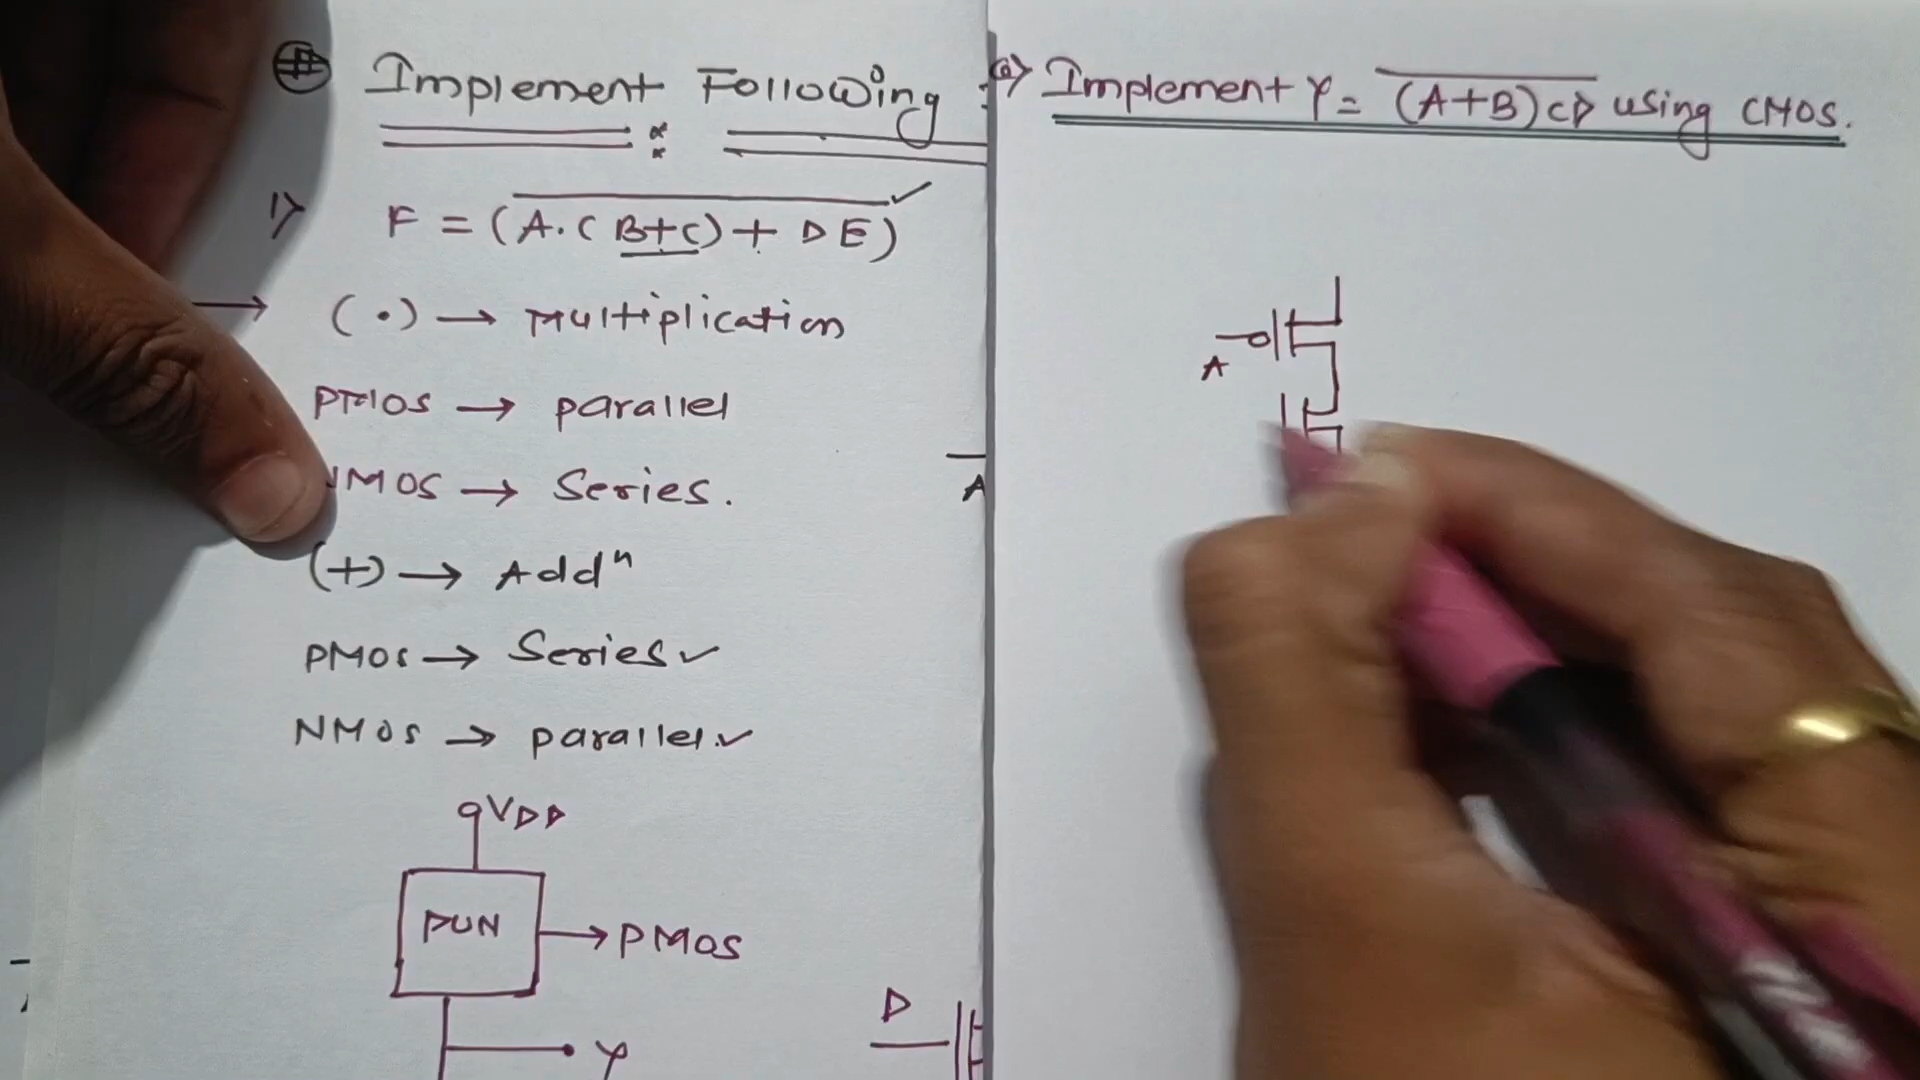 Implement Following :
1) F = (A.(B+C) + DE)
(•) → Multiplication
PMOS → parallel
NMOS → Series.
(+) → Addⁿ
PMOS → Series ✓
NMOS → parallel. ✓
VDD
PUN → PMOS
Y
A
D
Q) Implement Y = (A+B)CD using CMOS.
A